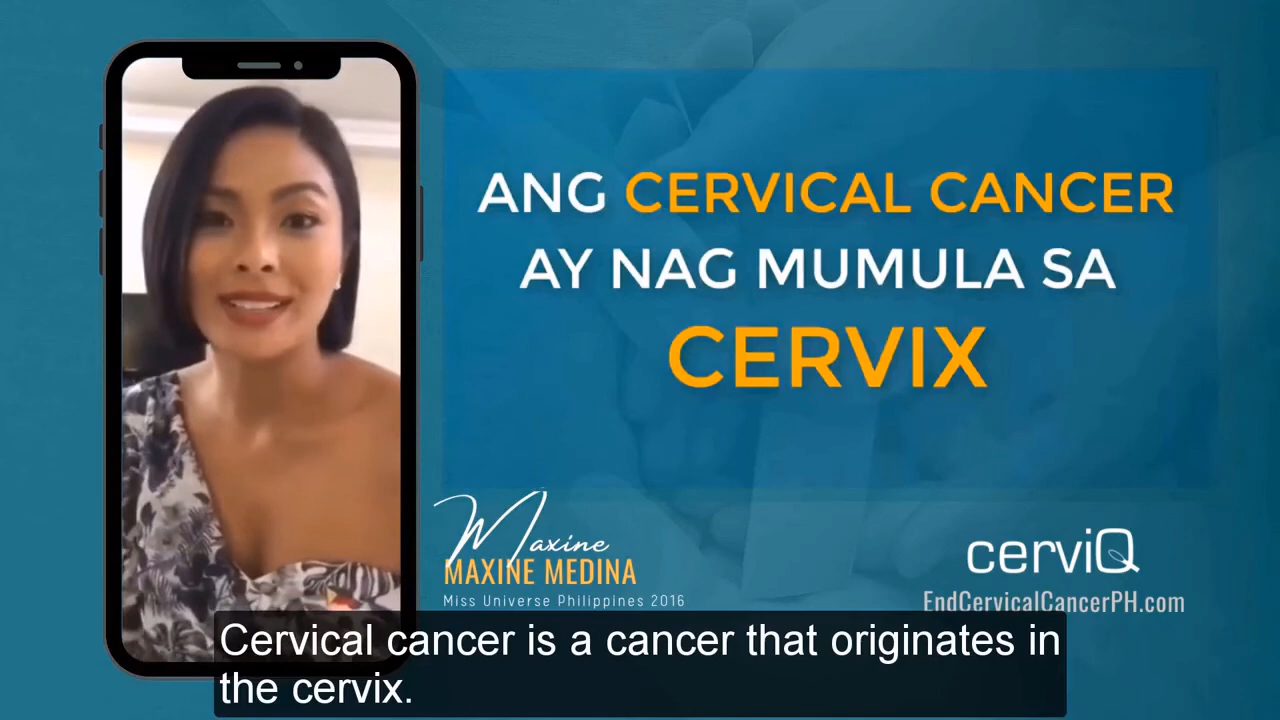 ANG CERVICAL CANCER
AY NAG MUMULA SA
CERVIX
Maxine
MAXINE MEDINA
Miss Universe Philippines 2016
cerviQ
EndCervicalCancerPH.com
Cervical cancer is a cancer that originates in
the cervix.